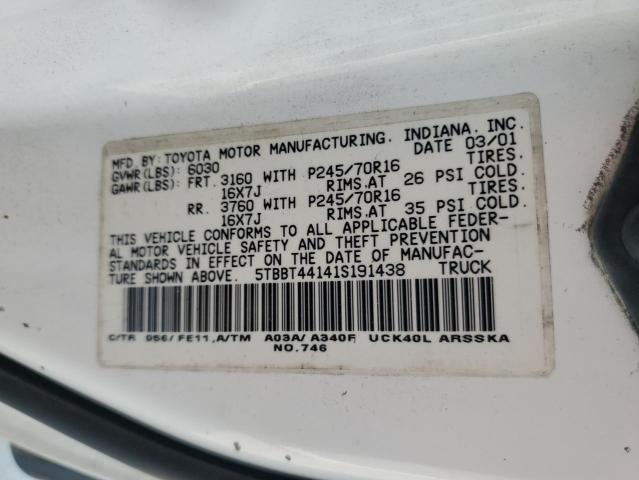 MFD. BY: TOYOTA MOTOR MANUFACTURING, INDIANA, INC.
GVWR(LBS): 6030 DATE 03/01
GAWR(LBS): FRT. 3160 WITH P245/70R16 TIRES.
16X7J RIMS,AT 26 PSI COLD.
RR. 3760 WITH P245/70R16 TIRES.
16X7J RIMS,AT 35 PSI COLD.
THIS VEHICLE CONFORMS TO ALL APPLICABLE FEDER-
AL MOTOR VEHICLE SAFETY AND THEFT PREVENTION
STANDARDS IN EFFECT ON THE DATE OF MANUFAC-
TURE SHOWN ABOVE. 5TBBT44141S191438 TRUCK
C/TR 956/ FE11, A/TM A03A/ A340F UCK40L ARSSKA
NO.746